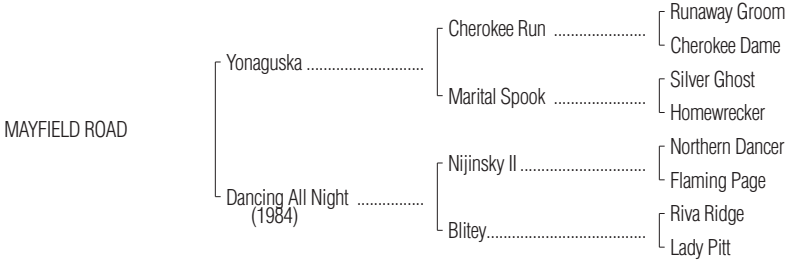 Runaway Groom
Cherokee Run ......................
Cherokee Dame
Yonaguska ............................
Silver Ghost
Marital Spook ......................
Homewrecker
MAYFIELD ROAD
Northern Dancer
Nijinsky II ..............................
Flaming Page
Dancing All Night ................
(1984)
Riva Ridge
Blitey......................................
Lady Pitt